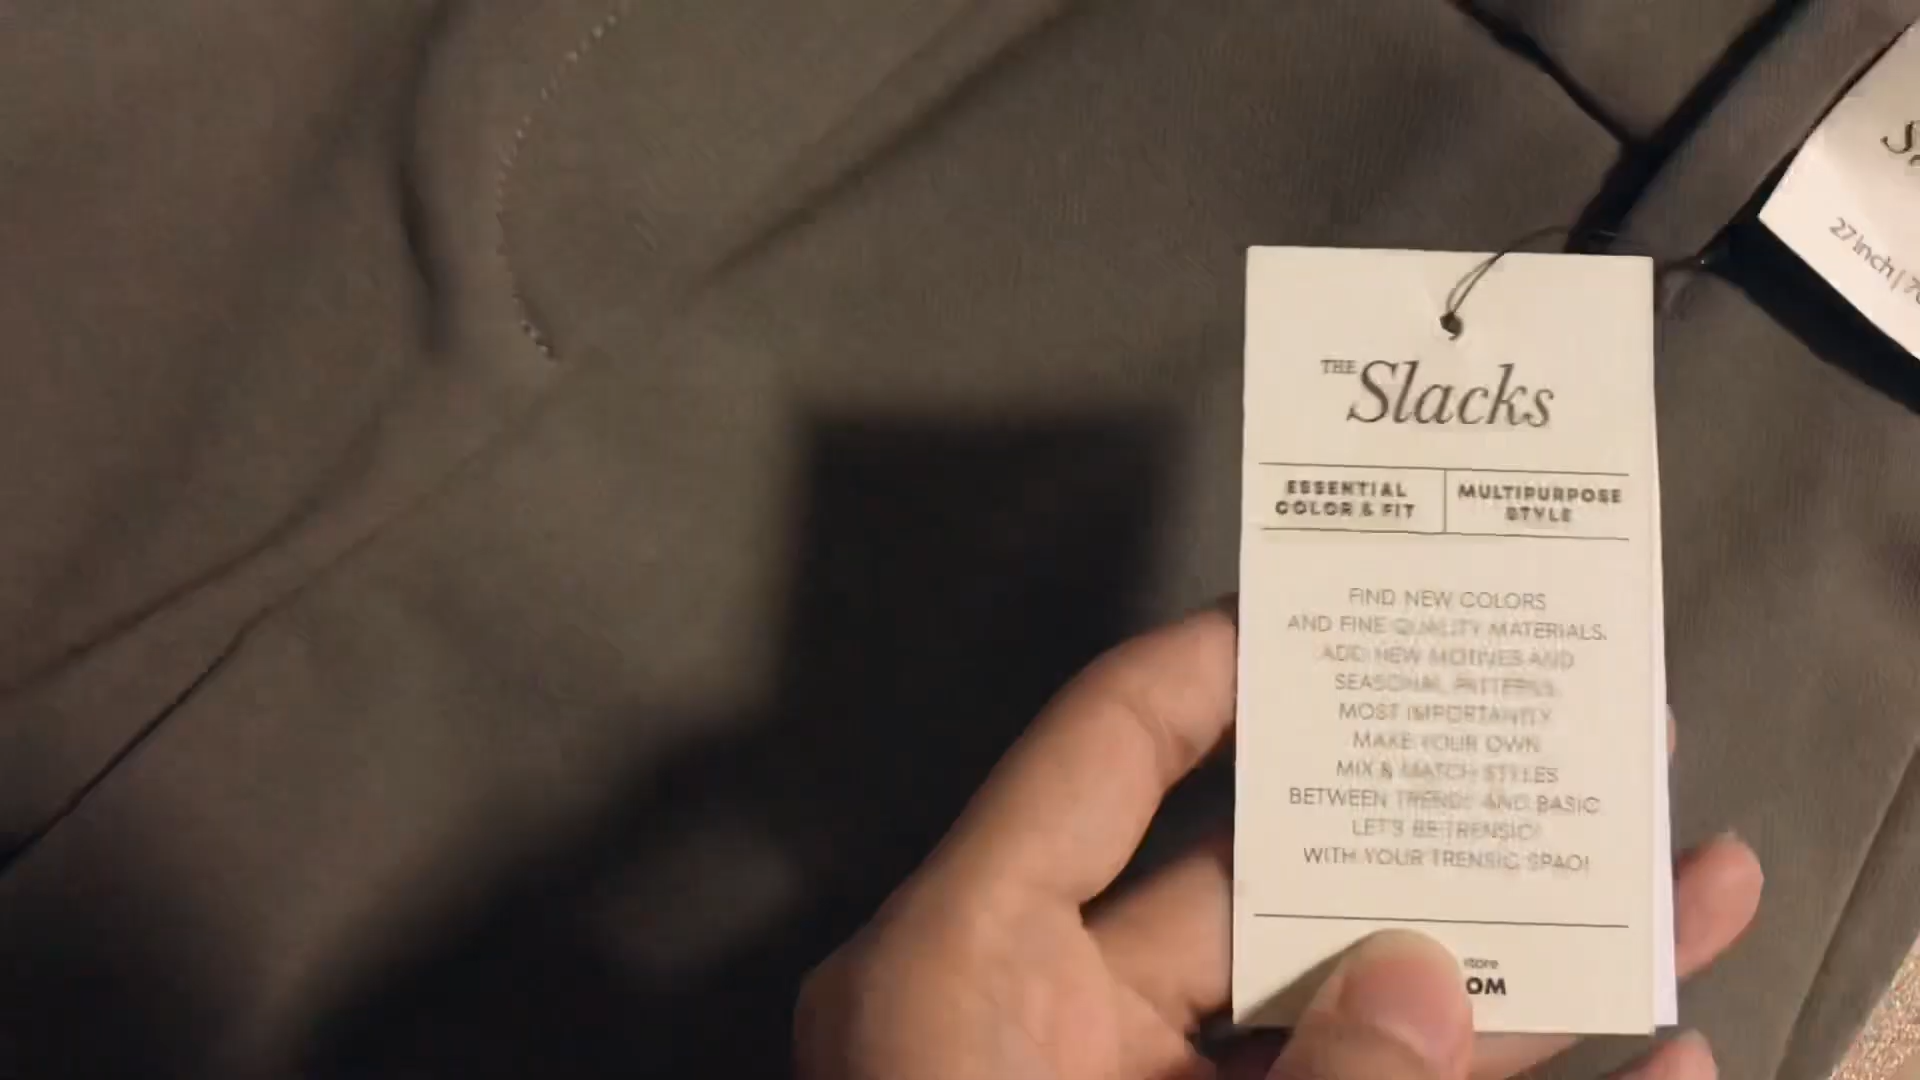 THE Slacks
ESSENTIAL
COLOR & FIT
MULTIPURPOSE
STYLE
FIND NEW COLORS
AND FINE QUALITY MATERIALS.
ADD NEW MOTIVES AND
SEASONAL PATTERNS.
MOST IMPORTANTLY
MAKE YOUR OWN
MIX & MATCH STYLES
BETWEEN TRENDS AND BASIC
LET'S BE TRENSIC!
WITH YOUR TRENSIC SPAO!
store
OM
27 Inch |